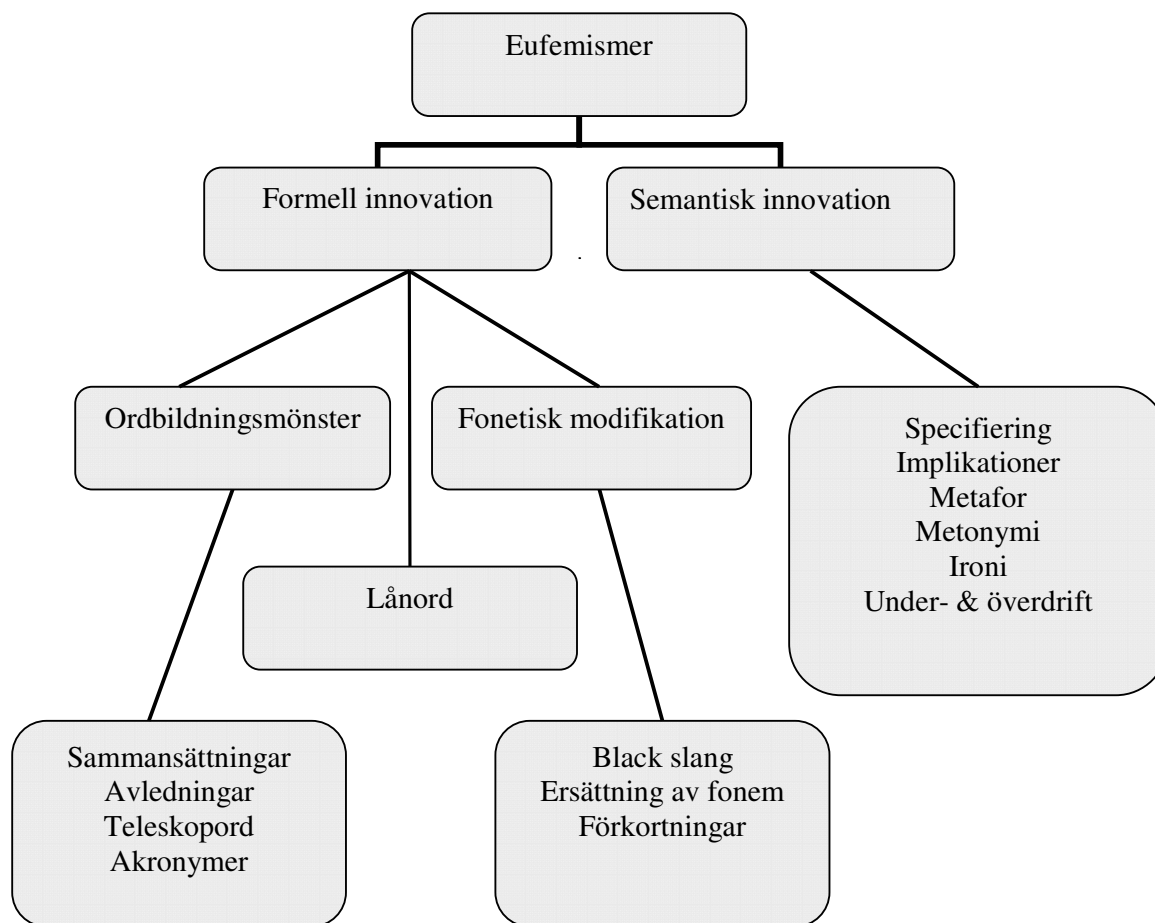 Eufemismer
Formell innovation
Semantisk innovation
Ordbildningsmönster
Fonetisk modifikation
Specifiering
Implikationer
Metafor
Metonymi
Ironi
Under- & överdrift
Lånord
Sammansättningar
Avledningar
Teleskopord
Akronymer
Black slang
Ersättning av fonem
Förkortningar